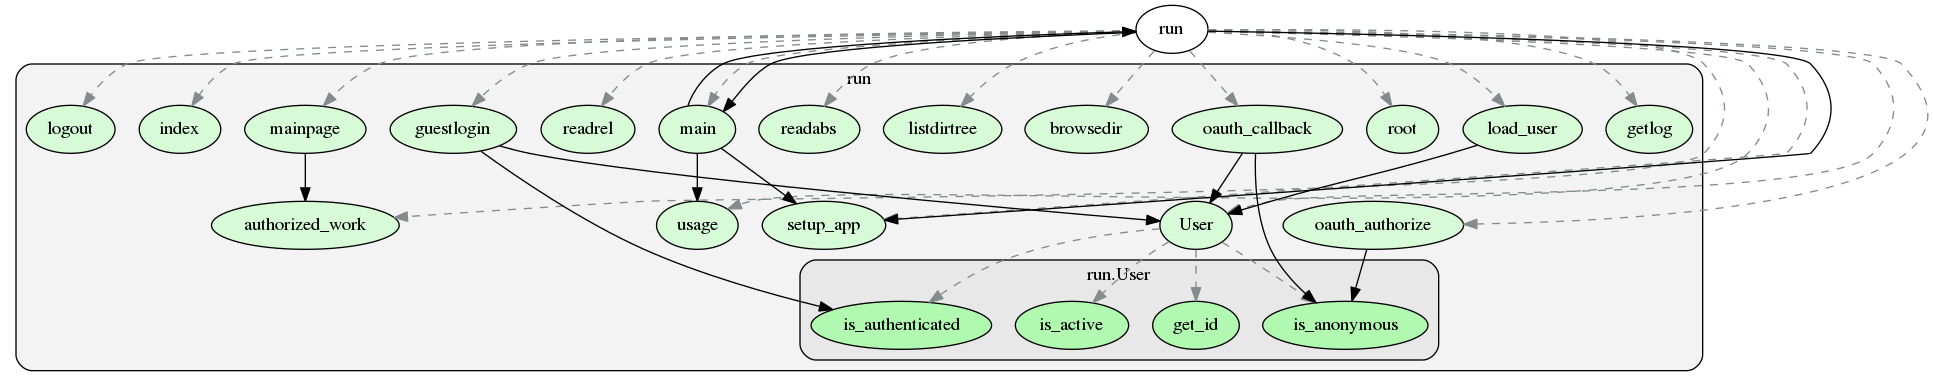 run
run
logout
index
mainpage
guestlogin
readrel
main
readabs
listdirtree
browsedir
oauth_callback
root
load_user
getlog
authorized_work
usage
setup_app
User
oauth_authorize
run.User
is_authenticated
is_active
get_id
is_anonymous